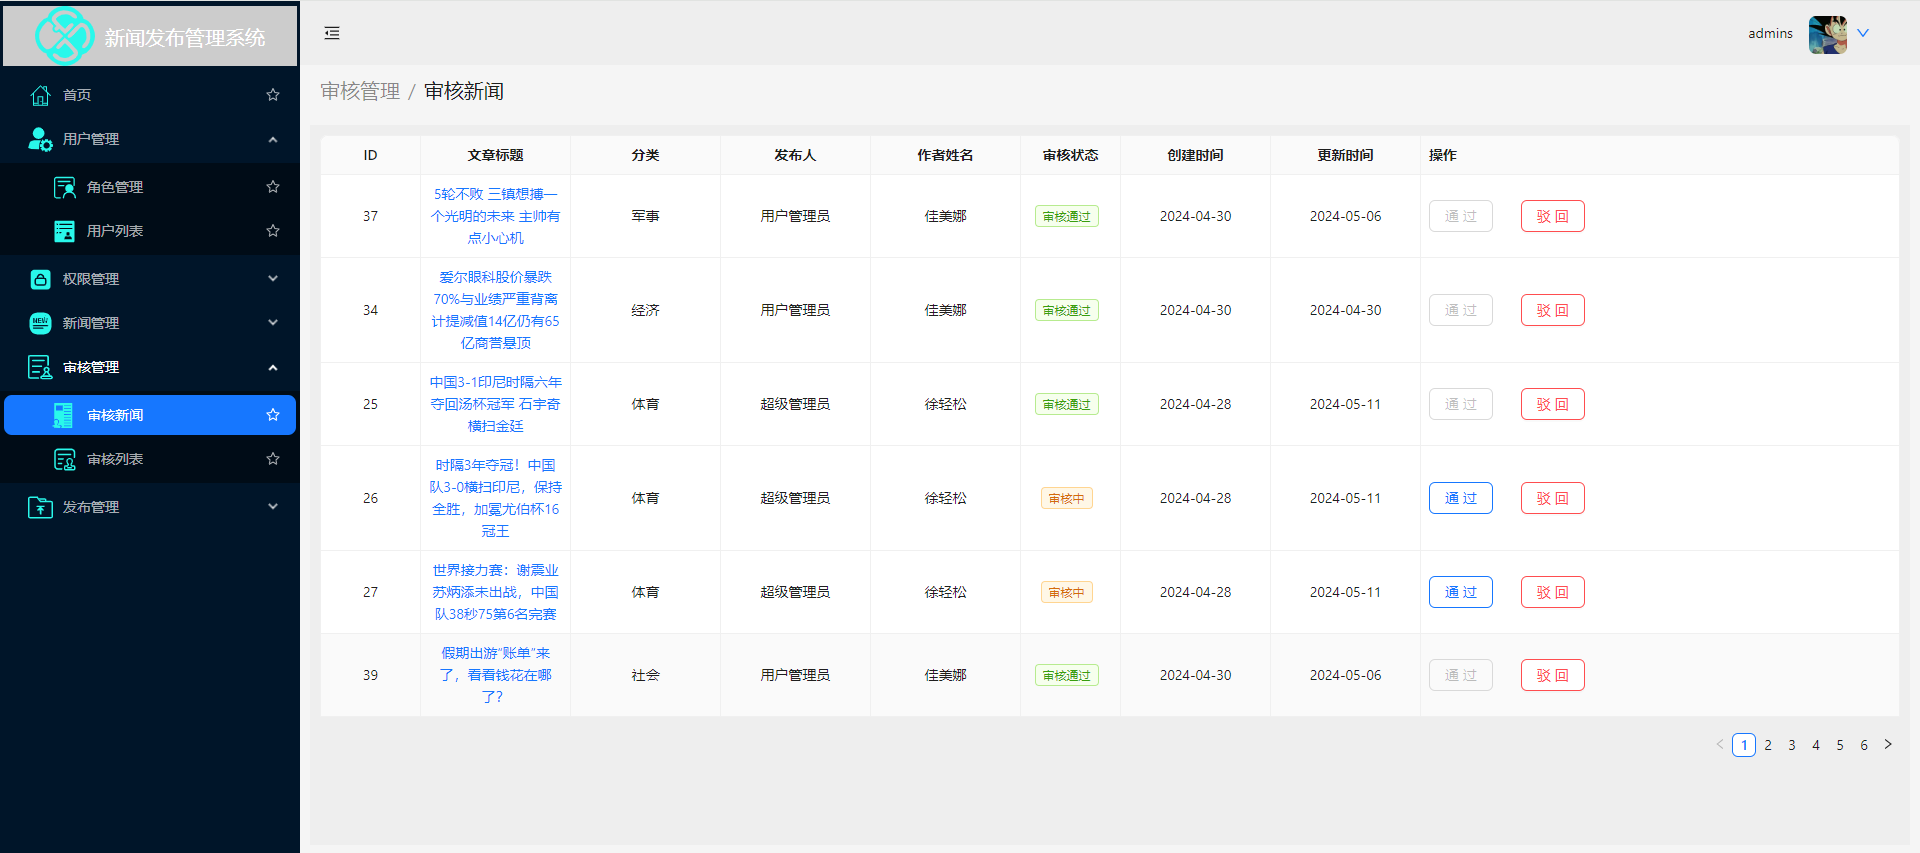 新闻发布管理系统
首页
用户管理
角色管理
用户列表
权限管理
新闻管理
审核管理
审核新闻
审核列表
发布管理
admins
审核管理 / 审核新闻
ID 文章标题 分类 发布人 作者姓名 审核状态 创建时间 更新时间 操作
5轮不败 三镇想搏一
个光明的未来 主帅有
点小心机
37 军事 用户管理员 佳美娜 审核通过 2024-04-30 2024-05-06 通 过 驳 回
爱尔眼科股价暴跌
70%与业绩严重背离
计提减值14亿仍有65
亿商誉悬顶
34 经济 用户管理员 佳美娜 审核通过 2024-04-30 2024-04-30 通 过 驳 回
中国3-1印尼时隔六年
夺回汤杯冠军 石宇奇
横扫金廷
25 体育 超级管理员 徐轻松 审核通过 2024-04-28 2024-05-11 通 过 驳 回
时隔3年夺冠！中国
队3-0横扫印尼，保持
全胜，加冕尤伯杯16
冠王
26 体育 超级管理员 徐轻松 审核中 2024-04-28 2024-05-11 通 过 驳 回
世界接力赛：谢震业
苏炳添未出战，中国
队38秒75第6名完赛
27 体育 超级管理员 徐轻松 审核中 2024-04-28 2024-05-11 通 过 驳 回
假期出游“账单”来
了，看看钱花在哪
了？
39 社会 用户管理员 佳美娜 审核通过 2024-04-30 2024-05-06 通 过 驳 回
< 1 2 3 4 5 6 >